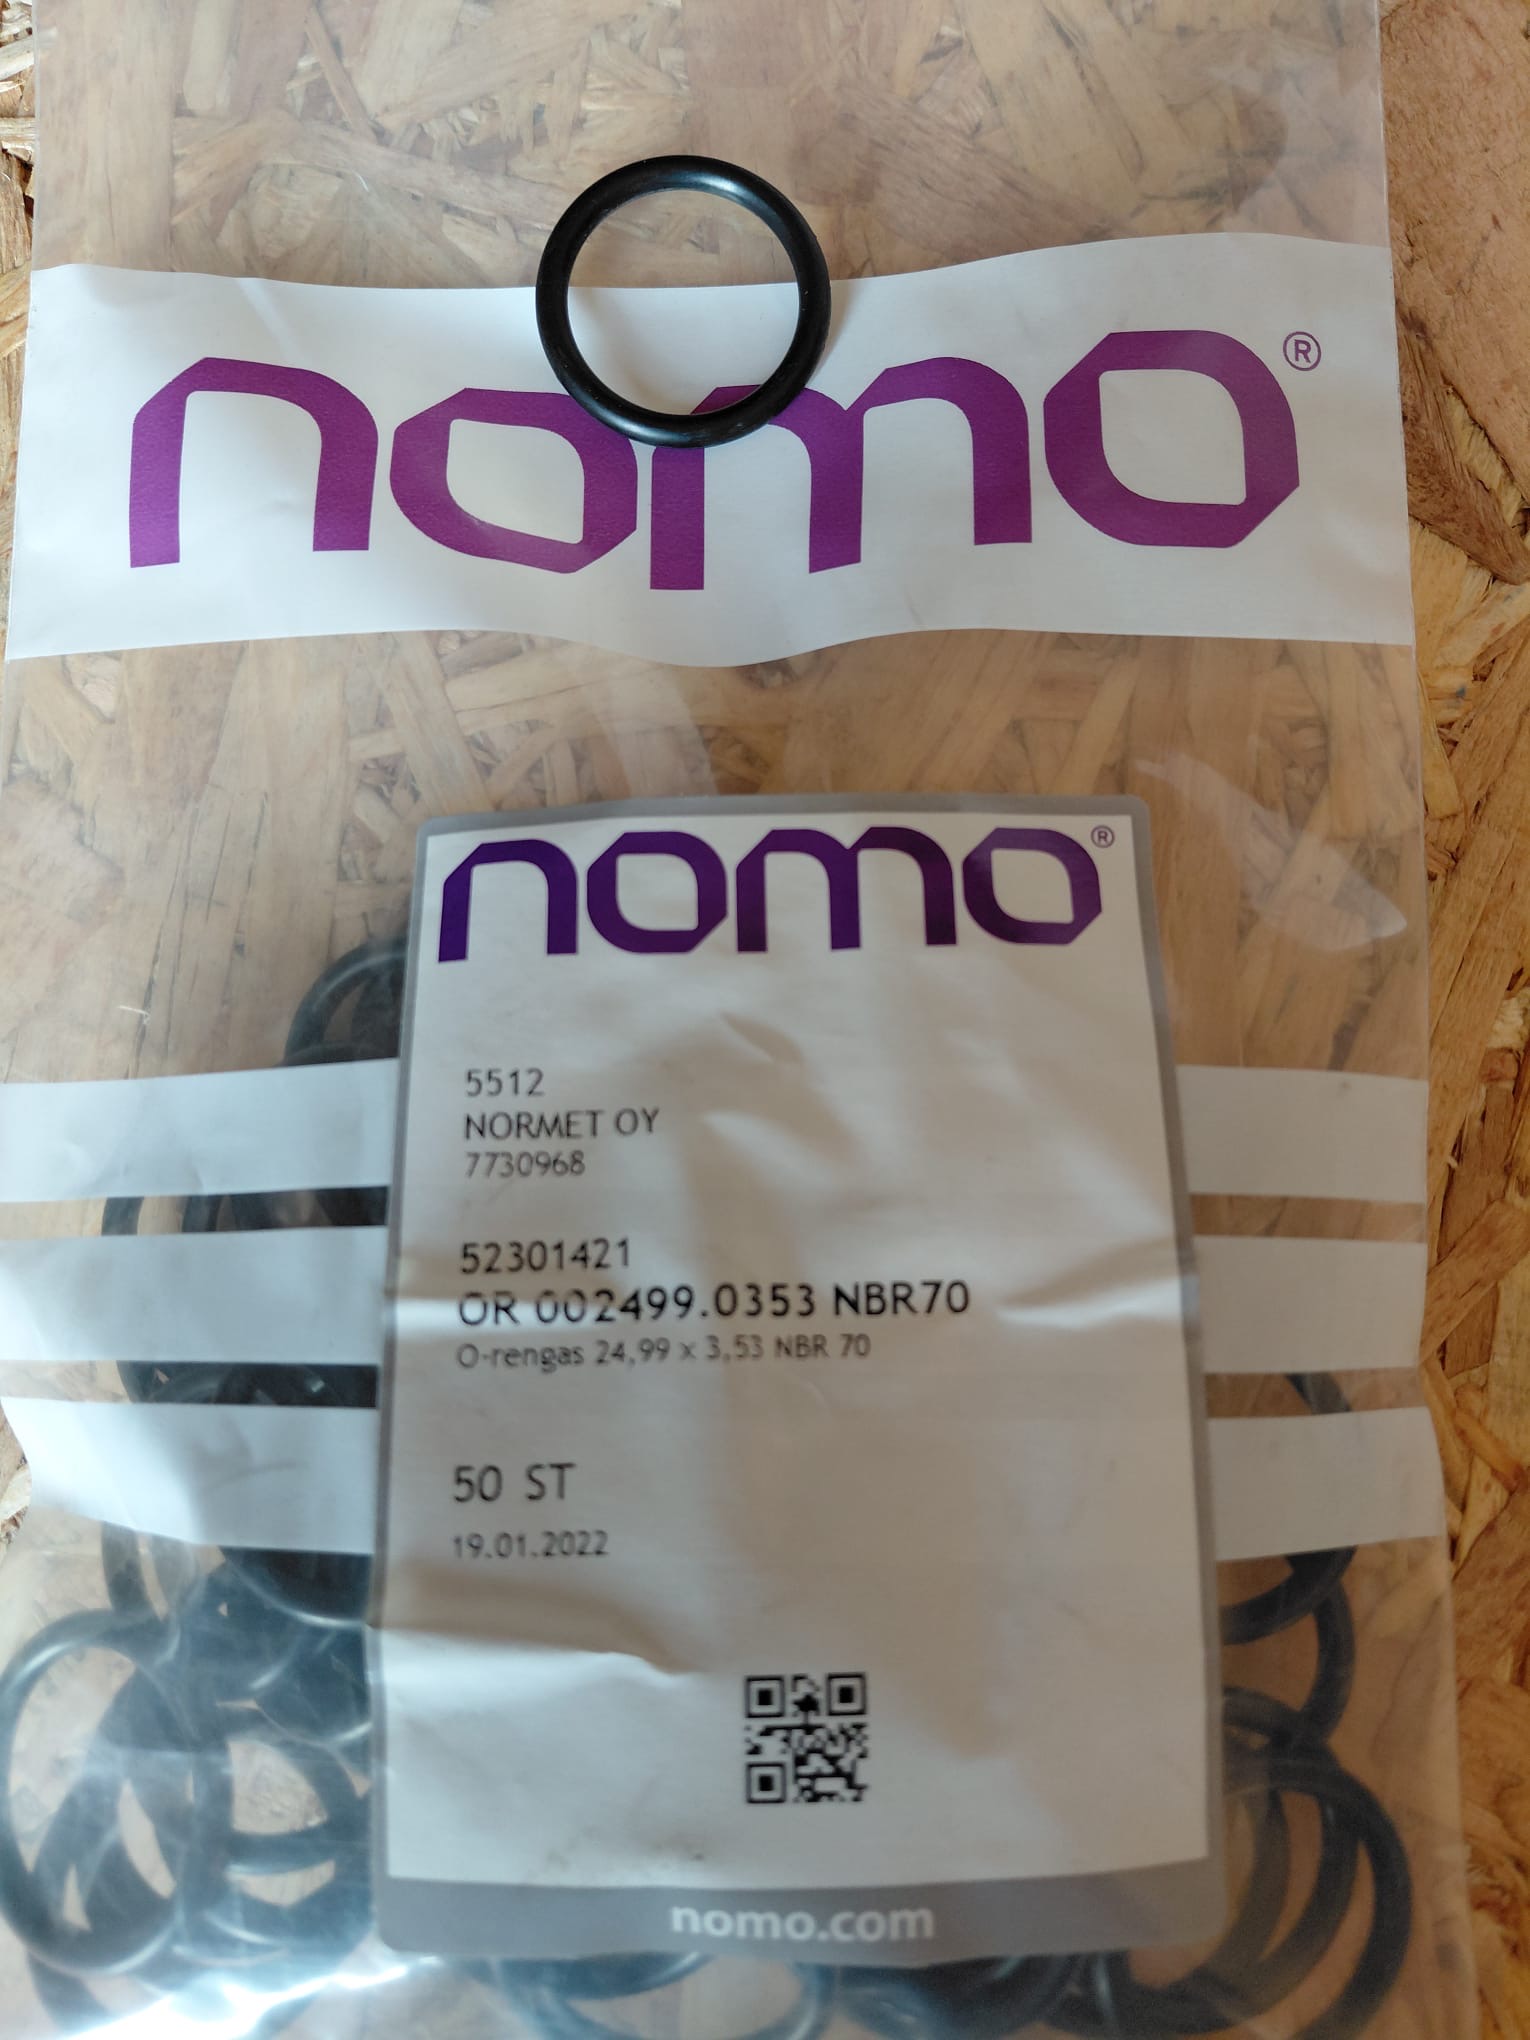 nomo®
nomo®
5512
NORMET OY
7730968
52301421
OR 002499.0353 NBR70
O-rengas 24,99 x 3,53 NBR 70
50 ST
19.01.2022
nomo.com